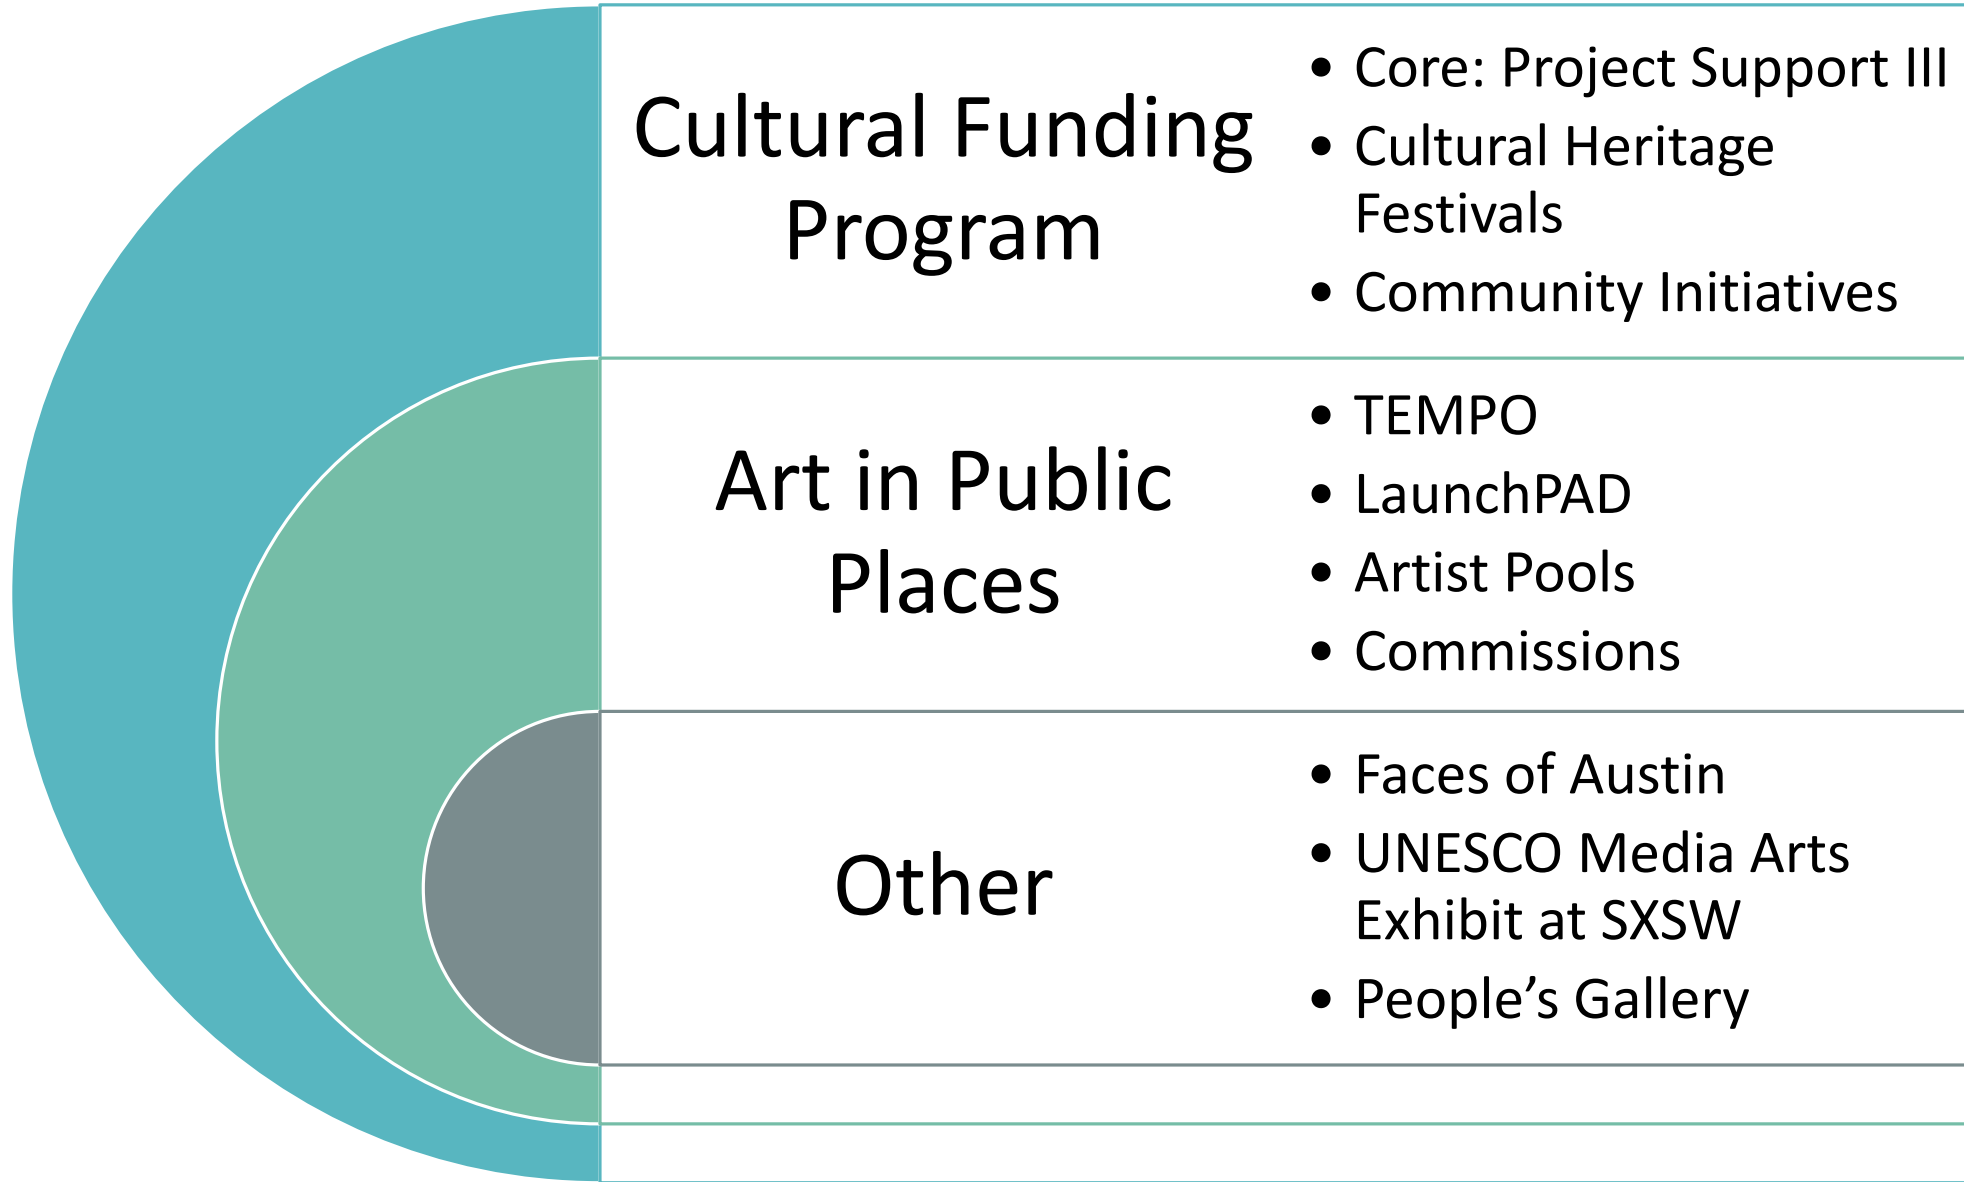 Cultural Funding
Program
• Core: Project Support III
• Cultural Heritage
Festivals
• Community Initiatives
Art in Public
Places
• TEMPO
• LaunchPAD
• Artist Pools
• Commissions
Other
• Faces of Austin
• UNESCO Media Arts
Exhibit at SXSW
• People’s Gallery